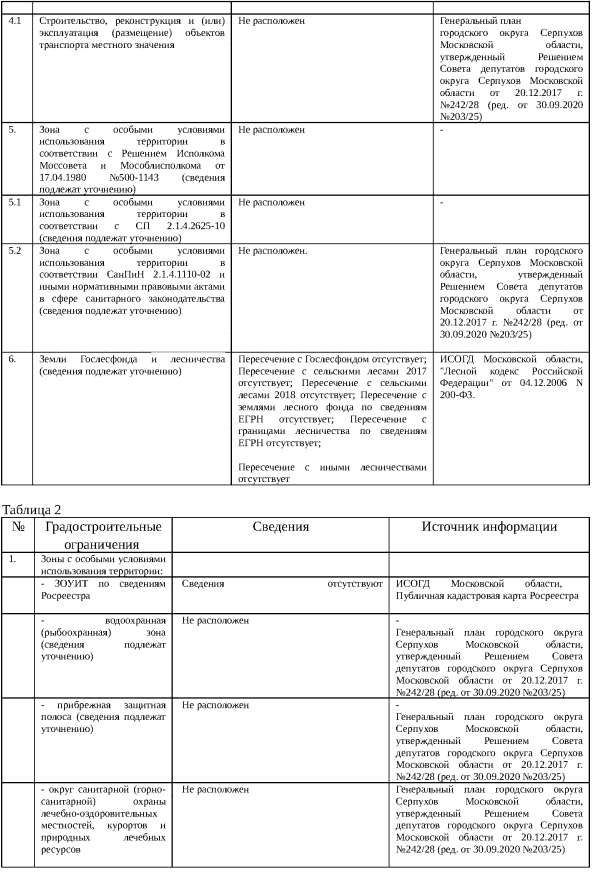 4.1
Строительство, реконструкция и (или)
эксплуатация (размещение) объектов
транспорта местного значения
Не расположен
Генеральный план
городского округа Серпухов
Московской области,
утвержденный Решением
Совета депутатов городского
округа Серпухов Московской
области от 20.12.2017 г.
№242/28 (ред. от 30.09.2020
№203/25)
5.
Зона с особыми условиями
использования территории в
соответствии с Решением Исполкома
Моссовета и Мособлисполкома от
17.04.1980 №500-1143 (сведения
подлежат уточнению)
Не расположен
-
5.1
Зона с особыми условиями
использования территории в
соответствии с СП 2.1.4.2625-10
(сведения подлежат уточнению)
Не расположен
-
5.2
Зона с особыми условиями
использования территории в
соответствии СанПиН 2.1.4.1110-02 и
иными нормативными правовыми актами
в сфере санитарного законодательства
(сведения подлежат уточнению)
Не расположен.
Генеральный план городского
округа Серпухов Московской
области, утвержденный
Решением Совета депутатов
городского округа Серпухов
Московской области от
20.12.2017 г. №242/28 (ред. от
30.09.2020 №203/25)
6.
Земли Гослесфонда и лесничества
(сведения подлежат уточнению)
Пересечение с Гослесфондом отсутствует;
Пересечение с сельскими лесами 2017
отсутствует; Пересечение с сельскими
лесами 2018 отсутствует; Пересечение с
землями лесного фонда по сведениям
ЕГРН отсутствует; Пересечение с
границами лесничества по сведениям
ЕГРН отсутствует;
Пересечение с иными лесничествами
отсутствует
ИСОГД Московской области,
"Лесной кодекс Российской
Федерации" от 04.12.2006 N
200-ФЗ.
Таблица 2
№
Градостроительные
ограничения
Сведения
Источник информации
1.
Зоны с особыми условиями
использования территории:
- ЗОУИТ по сведениям
Росреестра
Сведения отсутствуют
ИСОГД Московской области,
Публичная кадастровая карта Росреестра
- водоохранная
(рыбоохранная) зона
(сведения подлежат
уточнению)
Не расположен
-
Генеральный план городского округа
Серпухов Московской области,
утвержденный Решением Совета
депутатов городского округа Серпухов
Московской области от 20.12.2017 г.
№242/28 (ред. от 30.09.2020 №203/25)
- прибрежная защитная
полоса (сведения подлежат
уточнению)
Не расположен
-
Генеральный план городского округа
Серпухов Московской области,
утвержденный Решением Совета
депутатов городского округа Серпухов
Московской области от 20.12.2017 г.
№242/28 (ред. от 30.09.2020 №203/25)
- округ санитарной (горно-
санитарной) охраны
лечебно-оздоровительных
местностей, курортов и
природных лечебных
ресурсов
Не расположен
Генеральный план городского округа
Серпухов Московской области,
утвержденный Решением Совета
депутатов городского округа Серпухов
Московской области от 20.12.2017 г.
№242/28 (ред. от 30.09.2020 №203/25)